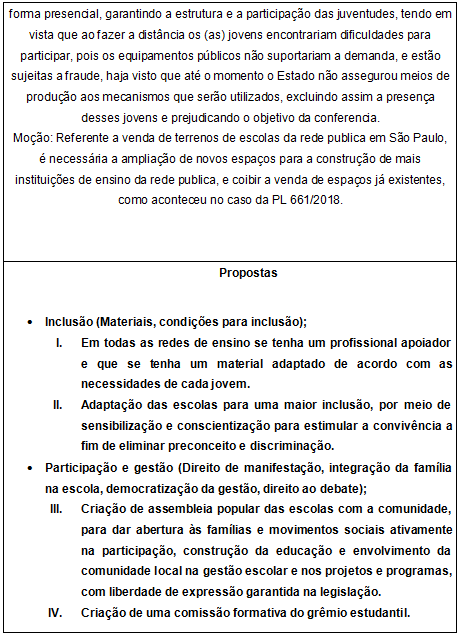 forma presencial, garantindo a estrutura e a participação das juventudes, tendo em
vista que ao fazer a distância os (as) jovens encontrariam dificuldades para
participar, pois os equipamentos públicos não suportariam a demanda, e estão
sujeitas a fraude, haja visto que até o momento o Estado não assegurou meios de
produção aos mecanismos que serão utilizados, excluindo assim a presença
desses jovens e prejudicando o objetivo da conferencia.
Moção: Referente a venda de terrenos de escolas da rede publica em São Paulo,
é necessária a ampliação de novos espaços para a construção de mais
instituições de ensino da rede publica, e coibir a venda de espaços já existentes,
como aconteceu no caso da PL 661/2018.
Propostas
• Inclusão (Materiais, condições para inclusão);
I. Em todas as redes de ensino se tenha um profissional apoiador
e que se tenha um material adaptado de acordo com as
necessidades de cada jovem.
II. Adaptação das escolas para uma maior inclusão, por meio de
sensibilização e conscientização para estimular a convivência a
fim de eliminar preconceito e discriminação.
• Participação e gestão (Direito de manifestação, integração da família
na escola, democratização da gestão, direito ao debate);
III. Criação de assembleia popular das escolas com a comunidade,
para dar abertura às famílias e movimentos sociais ativamente
na participação, construção da educação e envolvimento da
comunidade local na gestão escolar e nos projetos e programas,
com liberdade de expressão garantida na legislação.
IV. Criação de uma comissão formativa do grêmio estudantil.